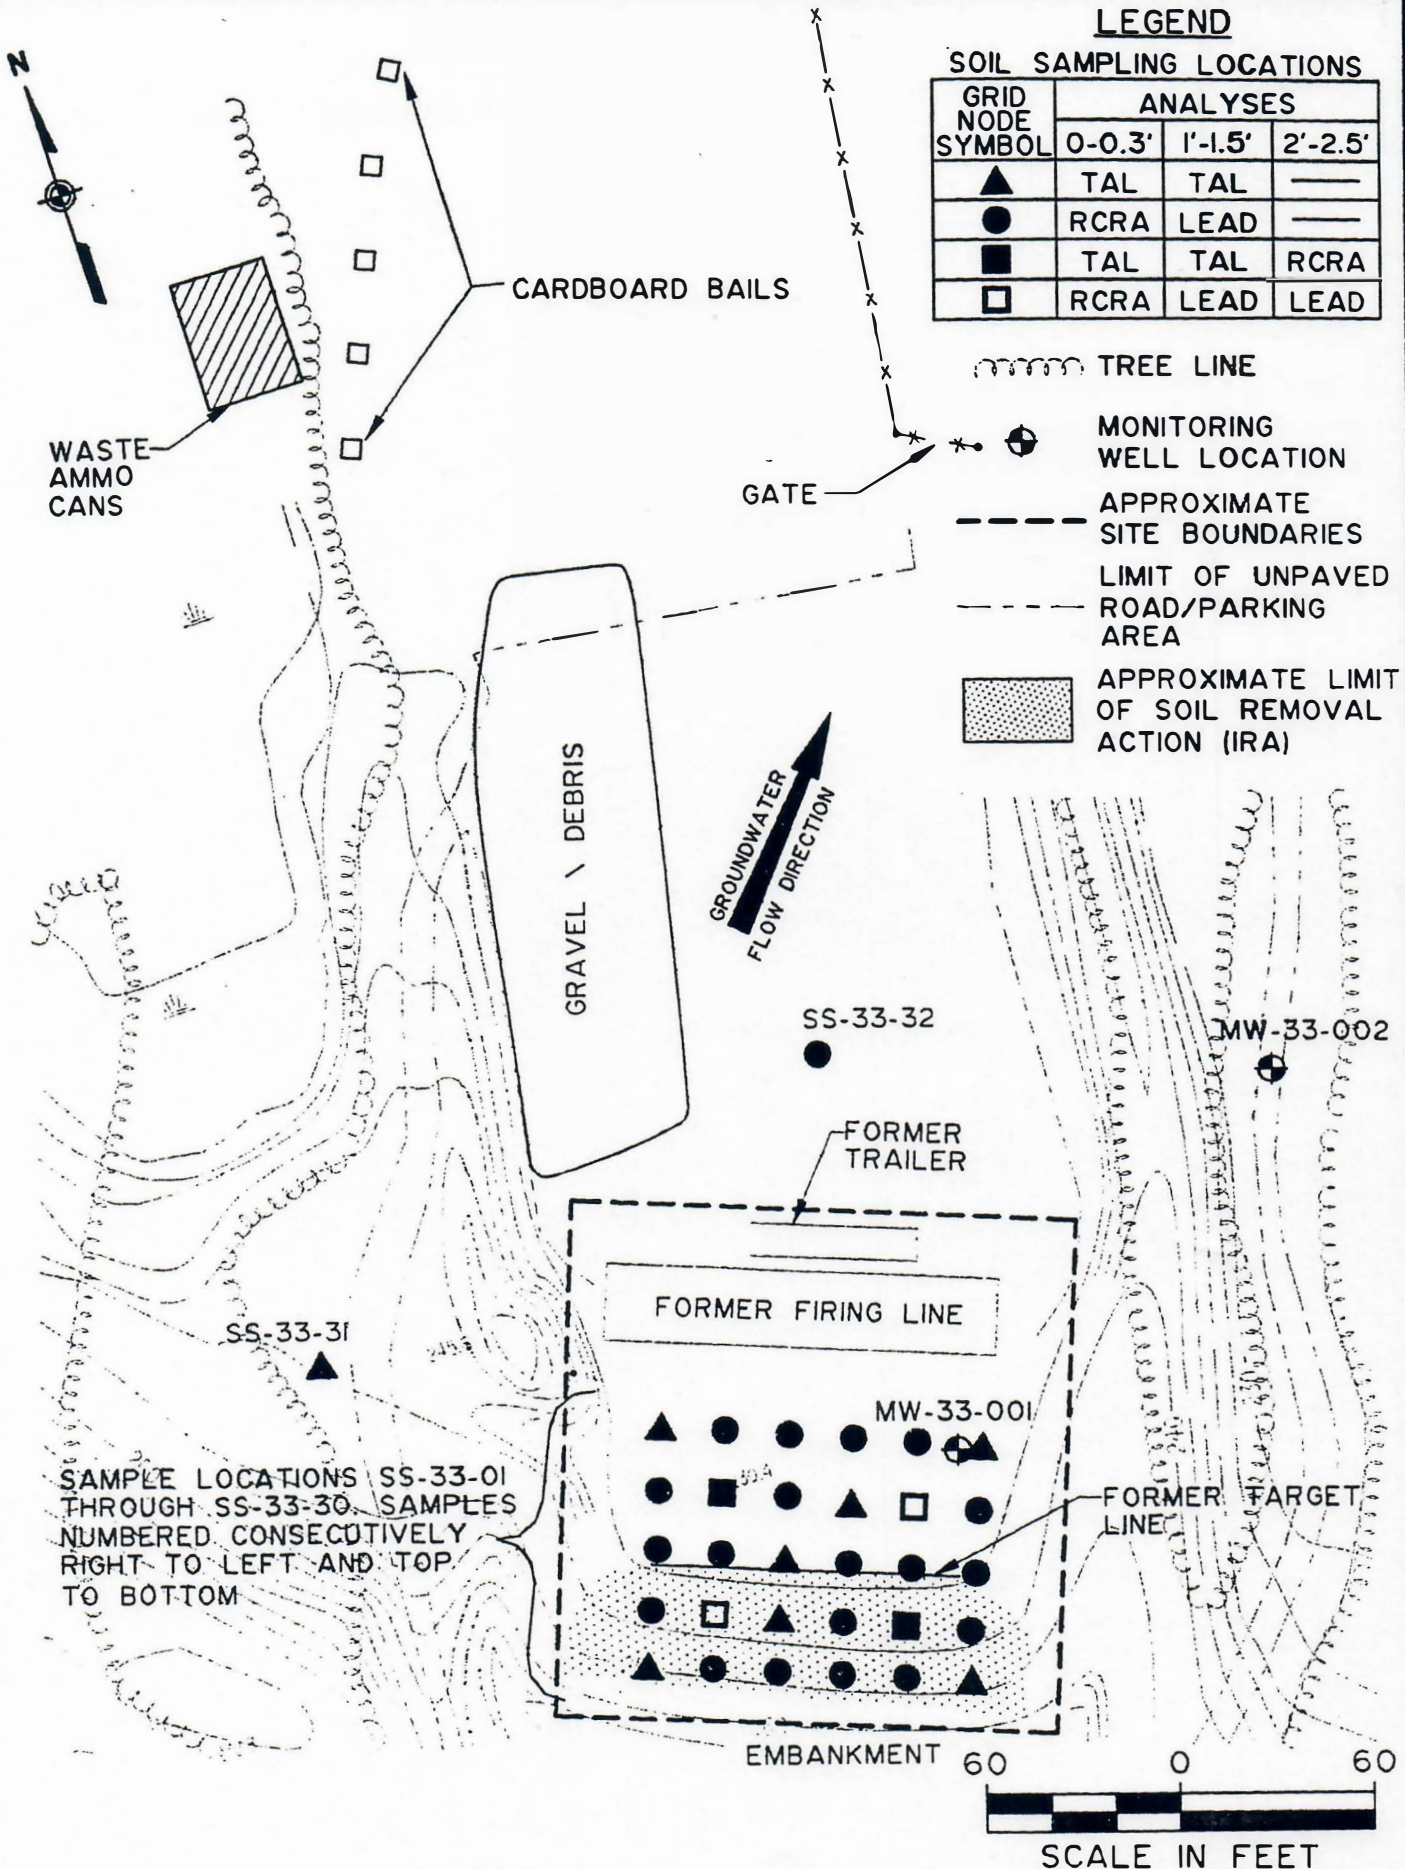 N
LEGEND
SOIL SAMPLING LOCATIONS
GRID NODE SYMBOL ANALYSES
0-0.3' 1'-1.5' 2'-2.5'
TAL TAL ——
RCRA LEAD ——
TAL TAL RCRA
RCRA LEAD LEAD
TREE LINE
MONITORING
WELL LOCATION
APPROXIMATE
SITE BOUNDARIES
LIMIT OF UNPAVED
ROAD/PARKING
AREA
APPROXIMATE LIMIT
OF SOIL REMOVAL
ACTION (IRA)
CARDBOARD BAILS
WASTE
AMMO
CANS
GATE
GRAVEL \ DEBRIS
GROUNDWATER
FLOW DIRECTION
SS-33-32
MW-33-002
FORMER
TRAILER
FORMER FIRING LINE
SS-33-31
MW-33-001
SAMPLE LOCATIONS SS-33-01
THROUGH SS-33-30. SAMPLES
NUMBERED CONSECUTIVELY
RIGHT TO LEFT AND TOP
TO BOTTOM
FORMER TARGET
LINE
EMBANKMENT
60 0 60
SCALE IN FEET